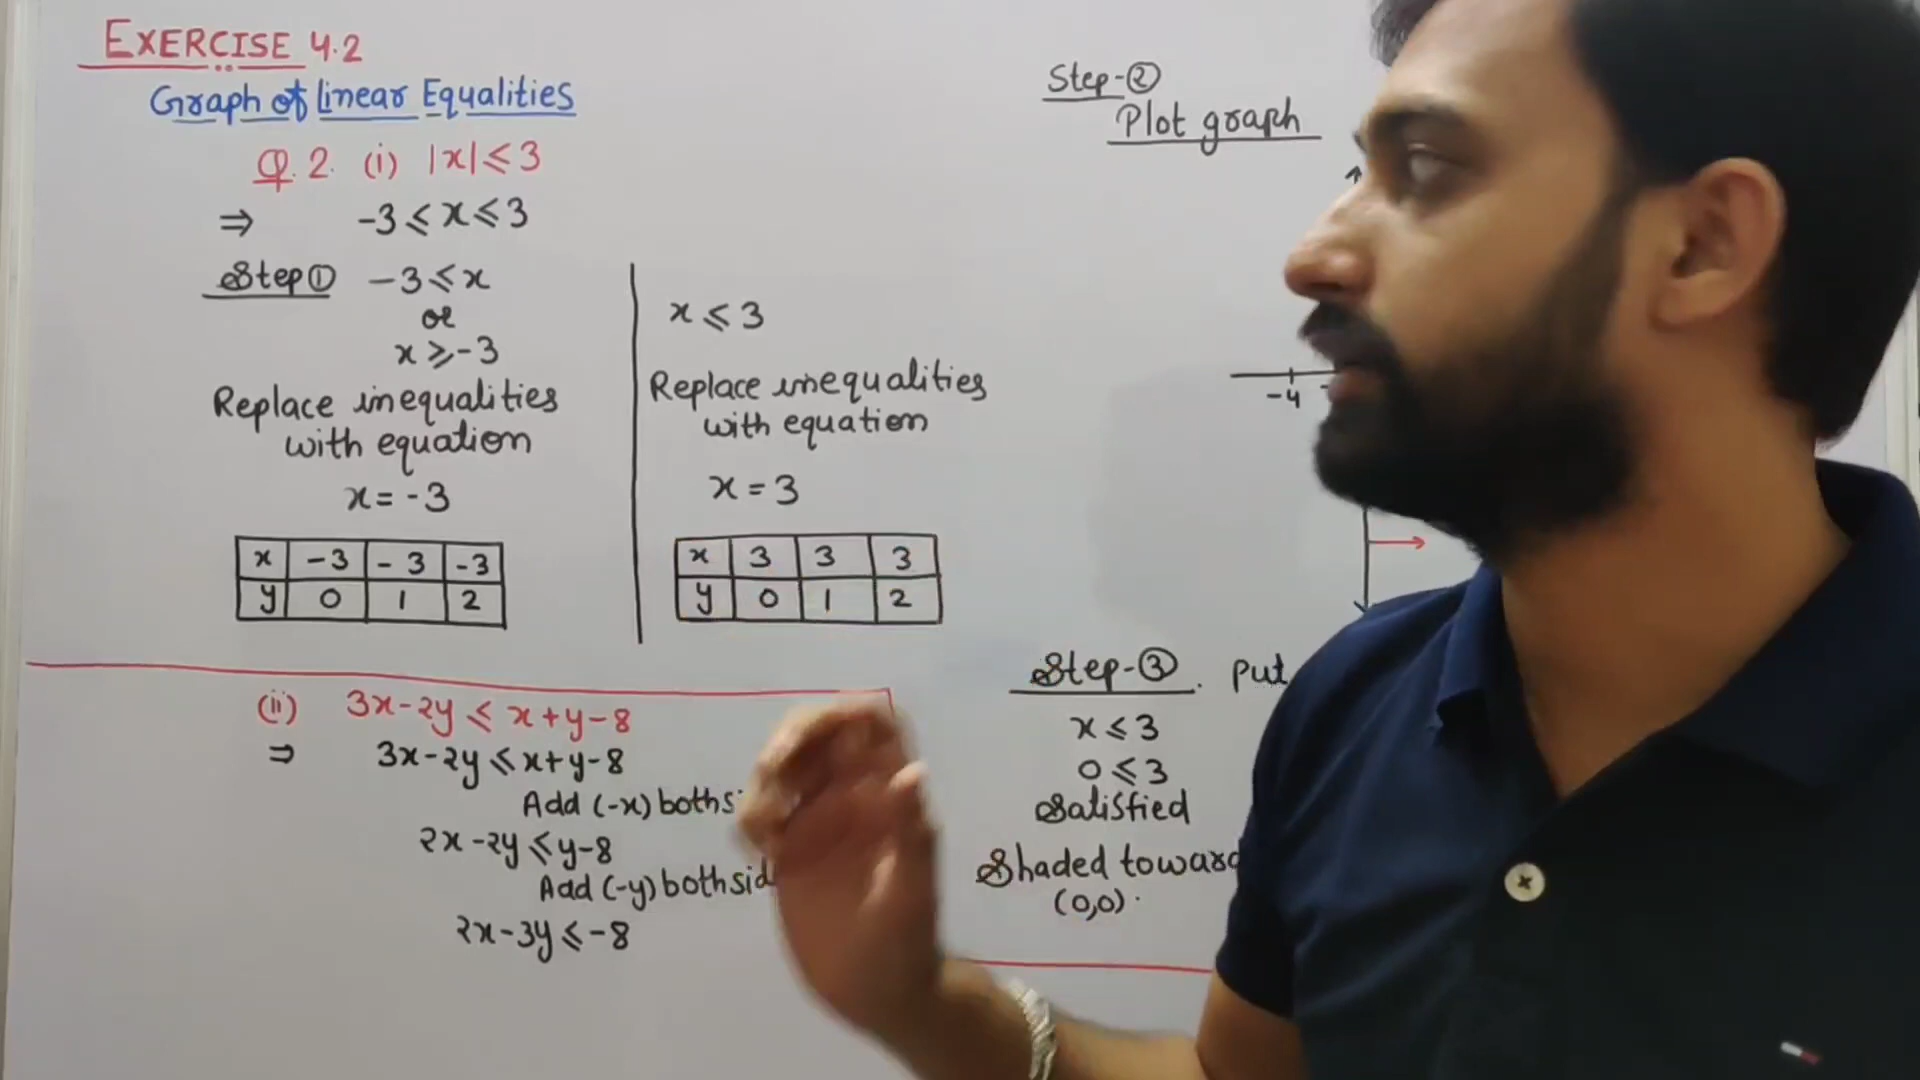 EXERCISE 4.2
Graph of linear Equalities
Q.2. (i) |x|⩽3
⇒ -3⩽x⩽3
Step① -3⩽x
or
x⩾-3
Replace inequalities
with equation
x=-3
x -3 -3 -3
y 0 1 2
x⩽3
Replace inequalities
with equation
x=3
x 3 3 3
y 0 1 2
(ii) 3x-2y⩽x+y-8
⇒ 3x-2y⩽x+y-8
Add (-x) both
2x-2y⩽y-8
Add (-y) both
2x-3y⩽-8
Step-②
Plot graph
-4
Step-③. Put
x⩽3
0⩽3
Satisfied
Shaded
(0,0).